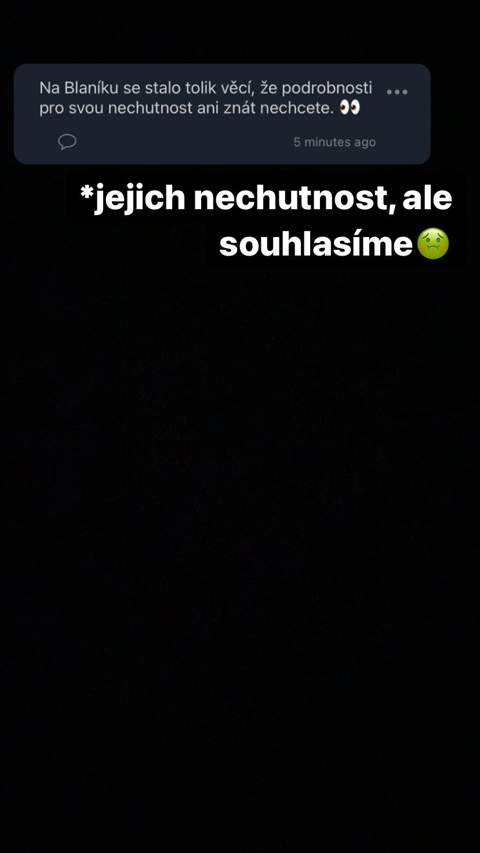 Na Blaníku se stalo tolik věcí, že podrobnosti
pro svou nechutnost ani znát nechcete. 👀
5 minutes ago
*jejich nechutnost, ale
souhlasíme🤢